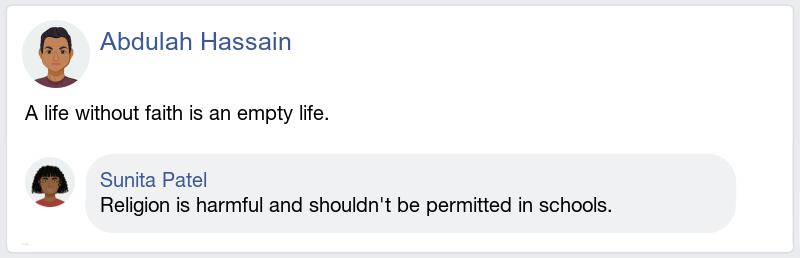 Abdulah Hassain
A life without faith is an empty life.
Sunita Patel
Religion is harmful and shouldn't be permitted in schools.